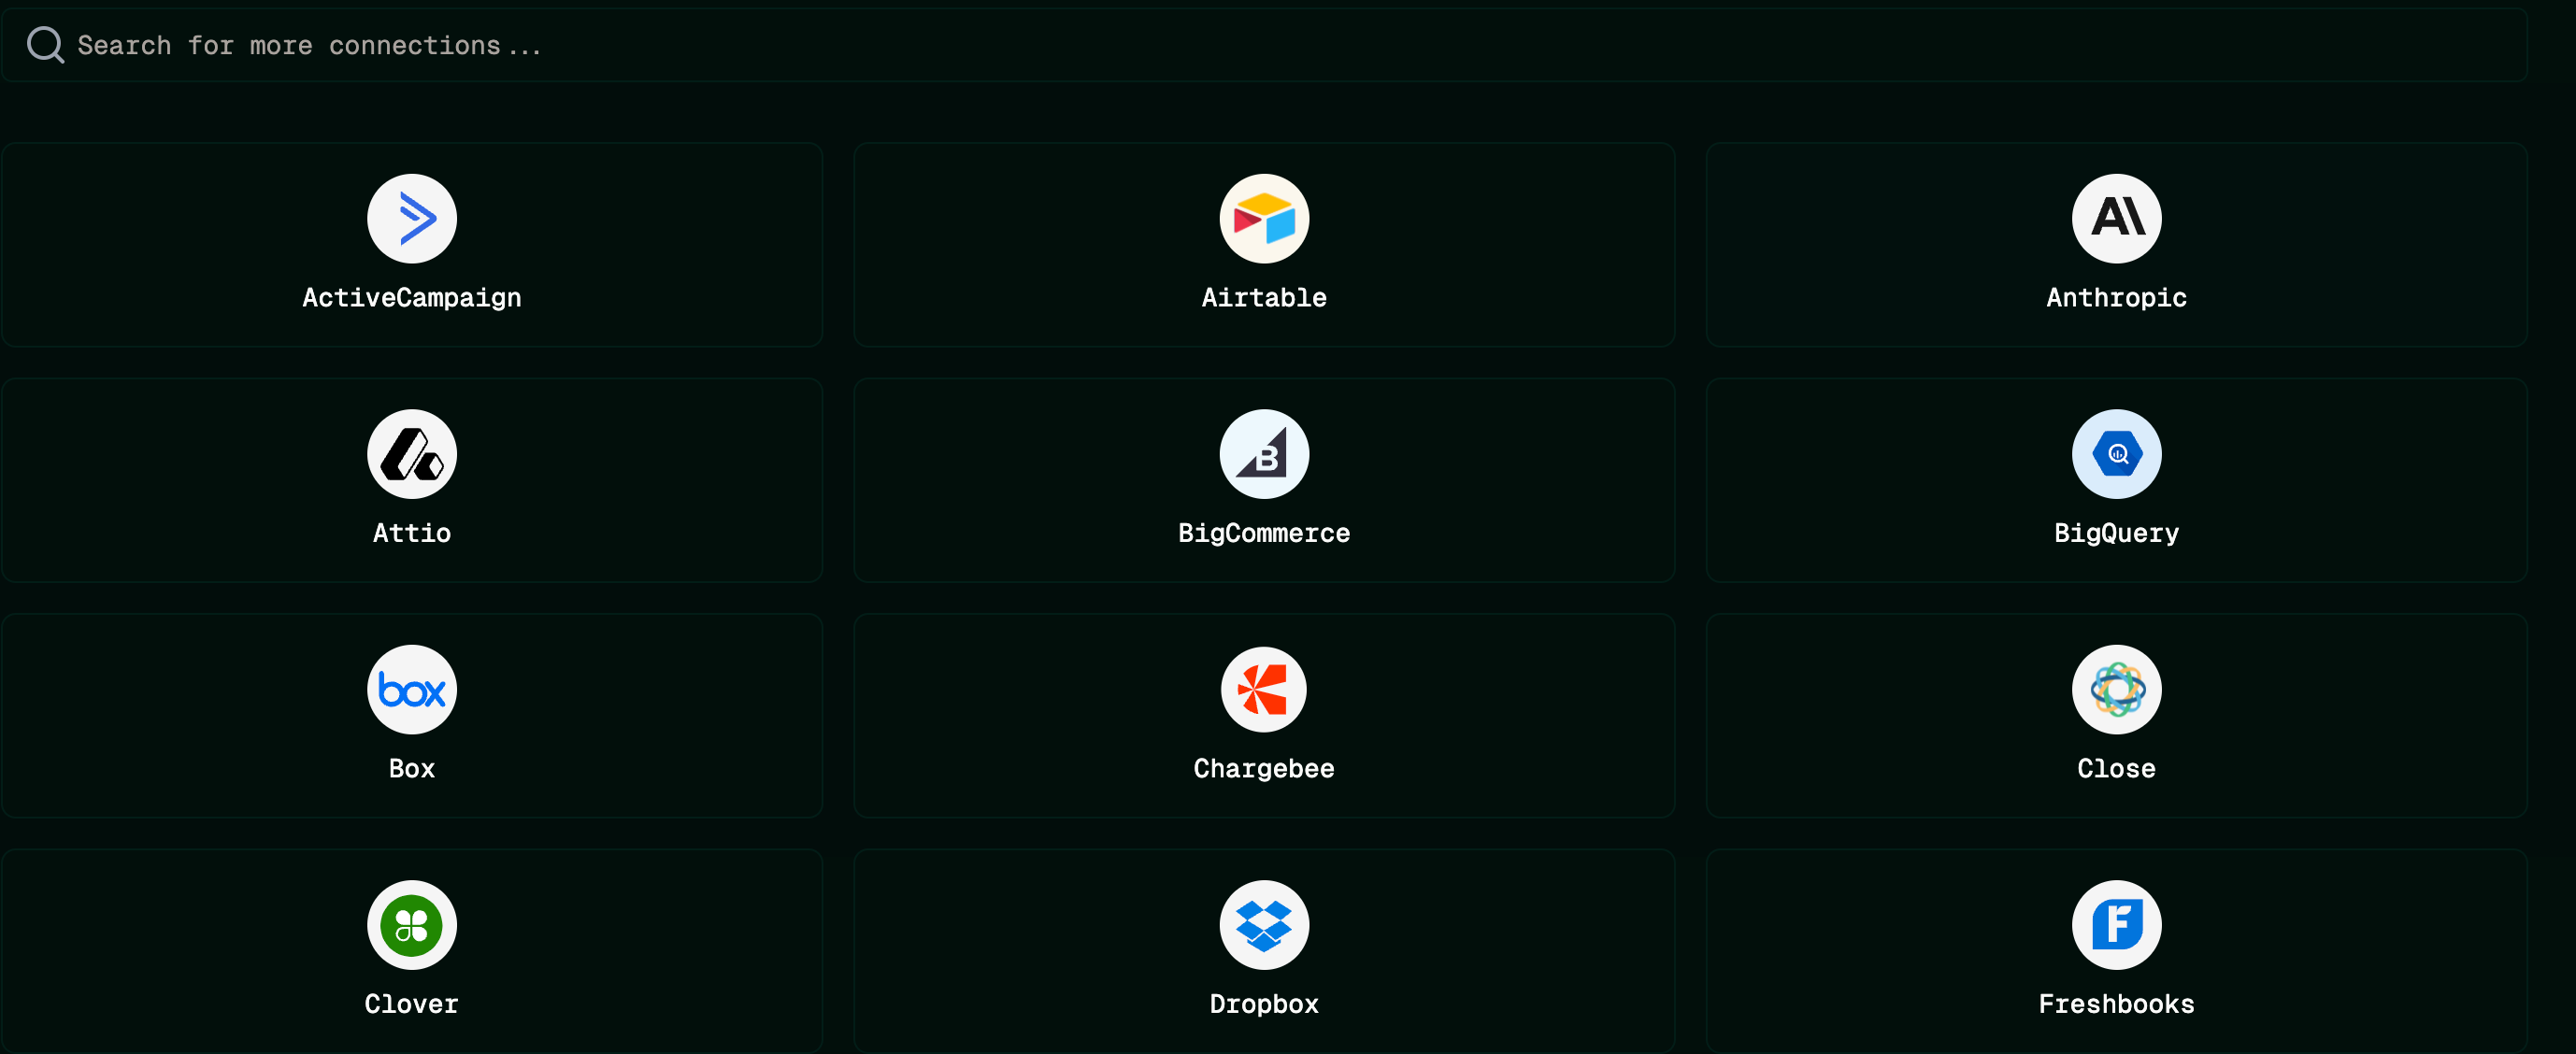 Search for more connections...
ActiveCampaign
Airtable
Anthropic
Attio
BigCommerce
BigQuery
box
Box
Chargebee
Close
Clover
Dropbox
Freshbooks